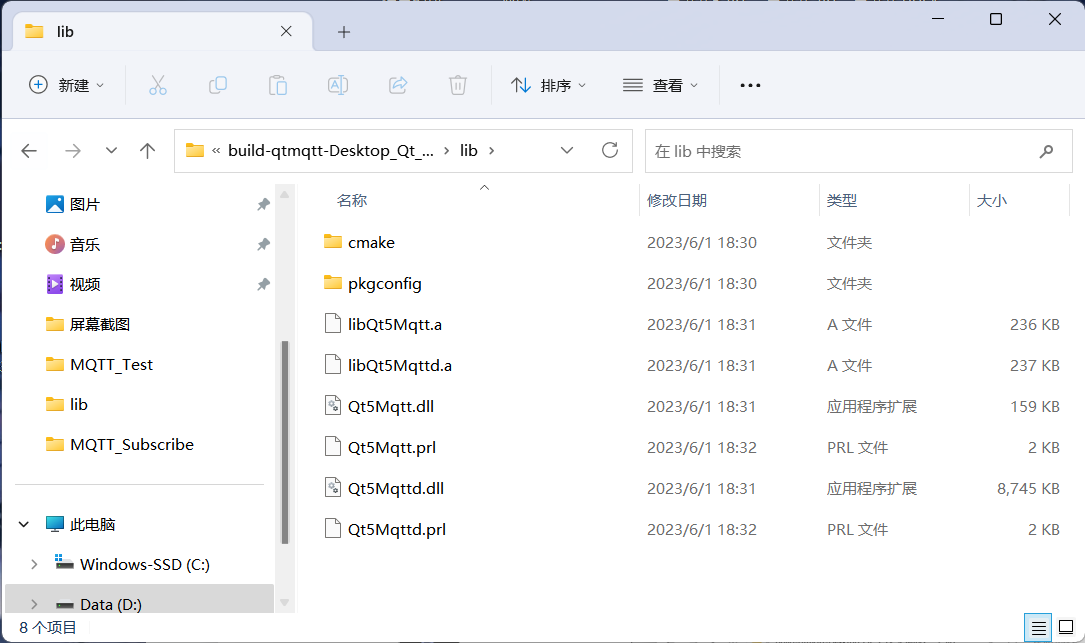 lib
新建
排序
查看
« build-qtmqtt-Desktop_Qt_... › lib ›
在 lib 中搜索
图片
音乐
视频
屏幕截图
MQTT_Test
lib
MQTT_Subscribe
此电脑
Windows-SSD (C:)
Data (D:)
名称 修改日期 类型 大小
cmake 2023/6/1 18:30 文件夹
pkgconfig 2023/6/1 18:30 文件夹
libQt5Mqtt.a 2023/6/1 18:31 A 文件 236 KB
libQt5Mqttd.a 2023/6/1 18:31 A 文件 237 KB
Qt5Mqtt.dll 2023/6/1 18:31 应用程序扩展 159 KB
Qt5Mqtt.prl 2023/6/1 18:32 PRL 文件 2 KB
Qt5Mqttd.dll 2023/6/1 18:31 应用程序扩展 8,745 KB
Qt5Mqttd.prl 2023/6/1 18:32 PRL 文件 2 KB
8 个项目